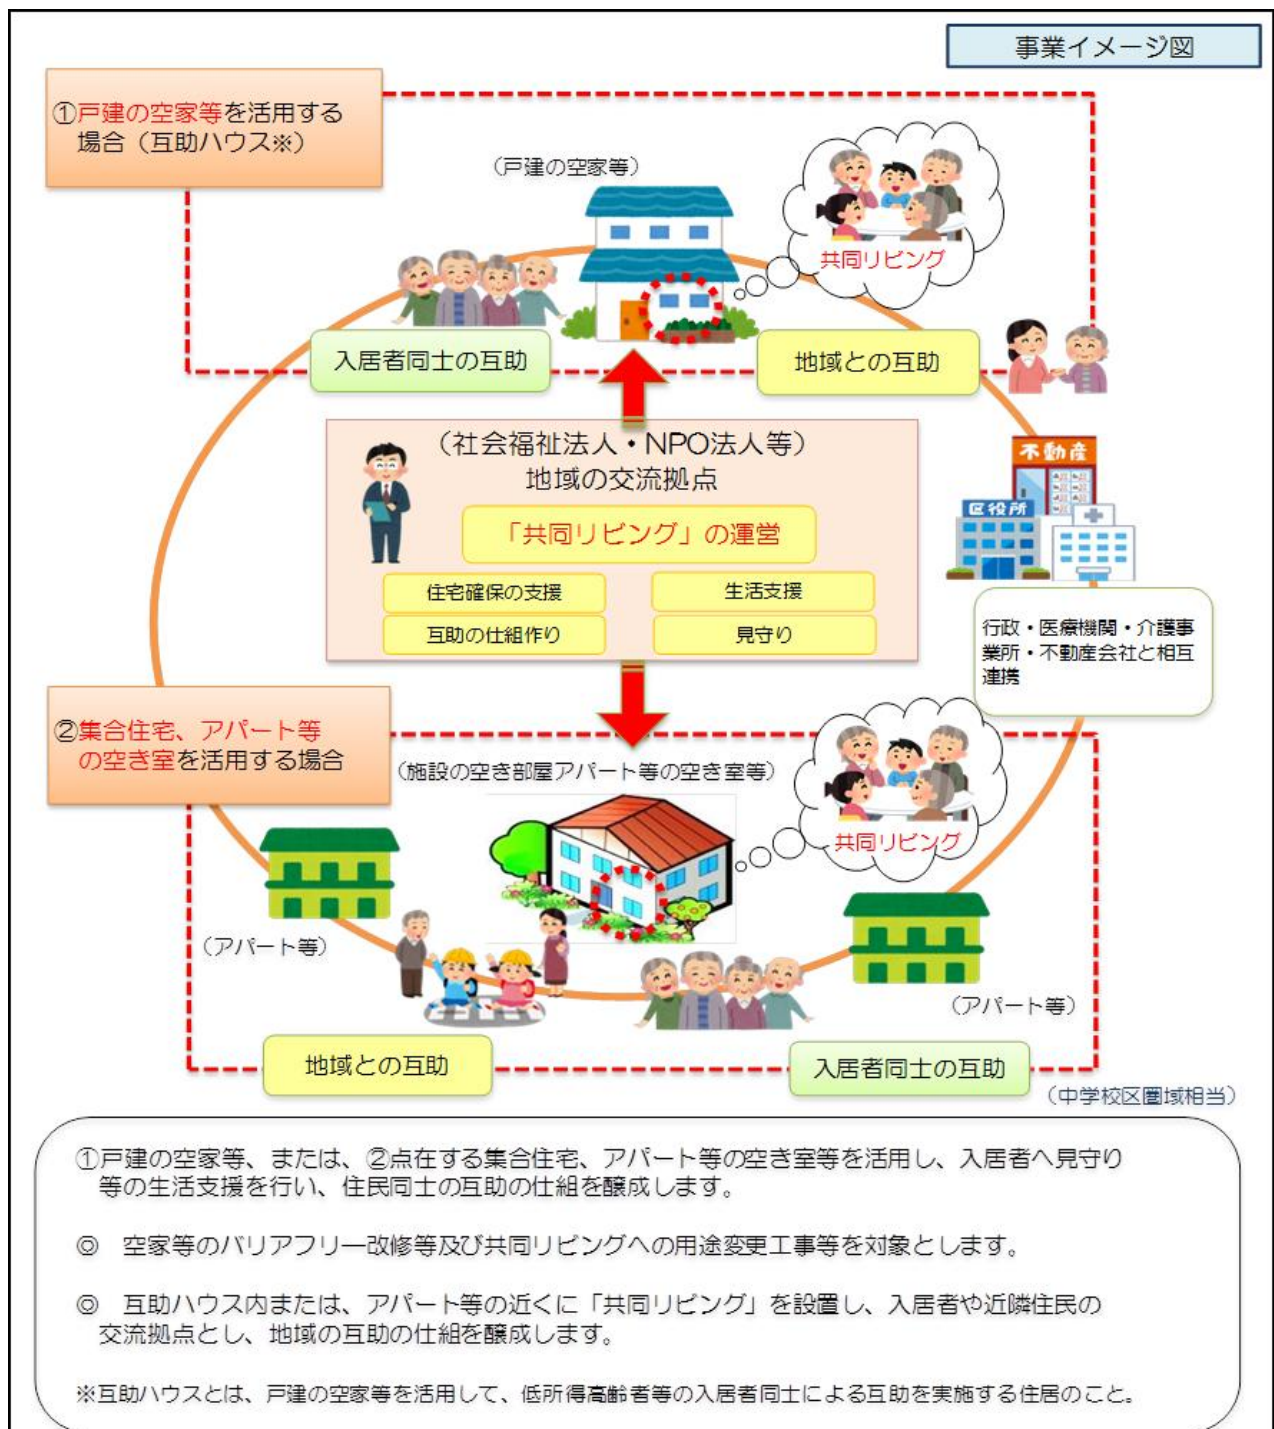 事業イメージ図
①戸建の空家等を活用する
場合（互助ハウス※）
（戸建の空家等）
共同リビング
入居者同士の互助
地域との互助
（社会福祉法人・NPO法人等）
地域の交流拠点
「共同リビング」の運営
住宅確保の支援
生活支援
互助の仕組作り
見守り
不動産
区役所
行政・医療機関・介護事
業所・不動産会社と相互
連携
②集合住宅、アパート等
の空き室を活用する場合
（施設の空き部屋アパート等の空き室等）
共同リビング
（アパート等）
（アパート等）
地域との互助
入居者同士の互助
（中学校区圏域相当）
①戸建の空家等、または、②点在する集合住宅、アパート等の空き室等を活用し、入居者へ見守り
等の生活支援を行い、住民同士の互助の仕組を醸成します。
◎　空家等のバリアフリー改修等及び共同リビングへの用途変更工事等を対象とします。
◎　互助ハウス内または、アパート等の近くに「共同リビング」を設置し、入居者や近隣住民の
交流拠点とし、地域の互助の仕組を醸成します。
※互助ハウスとは、戸建の空家等を活用して、低所得高齢者等の入居者同士による互助を実施する住居のこと。